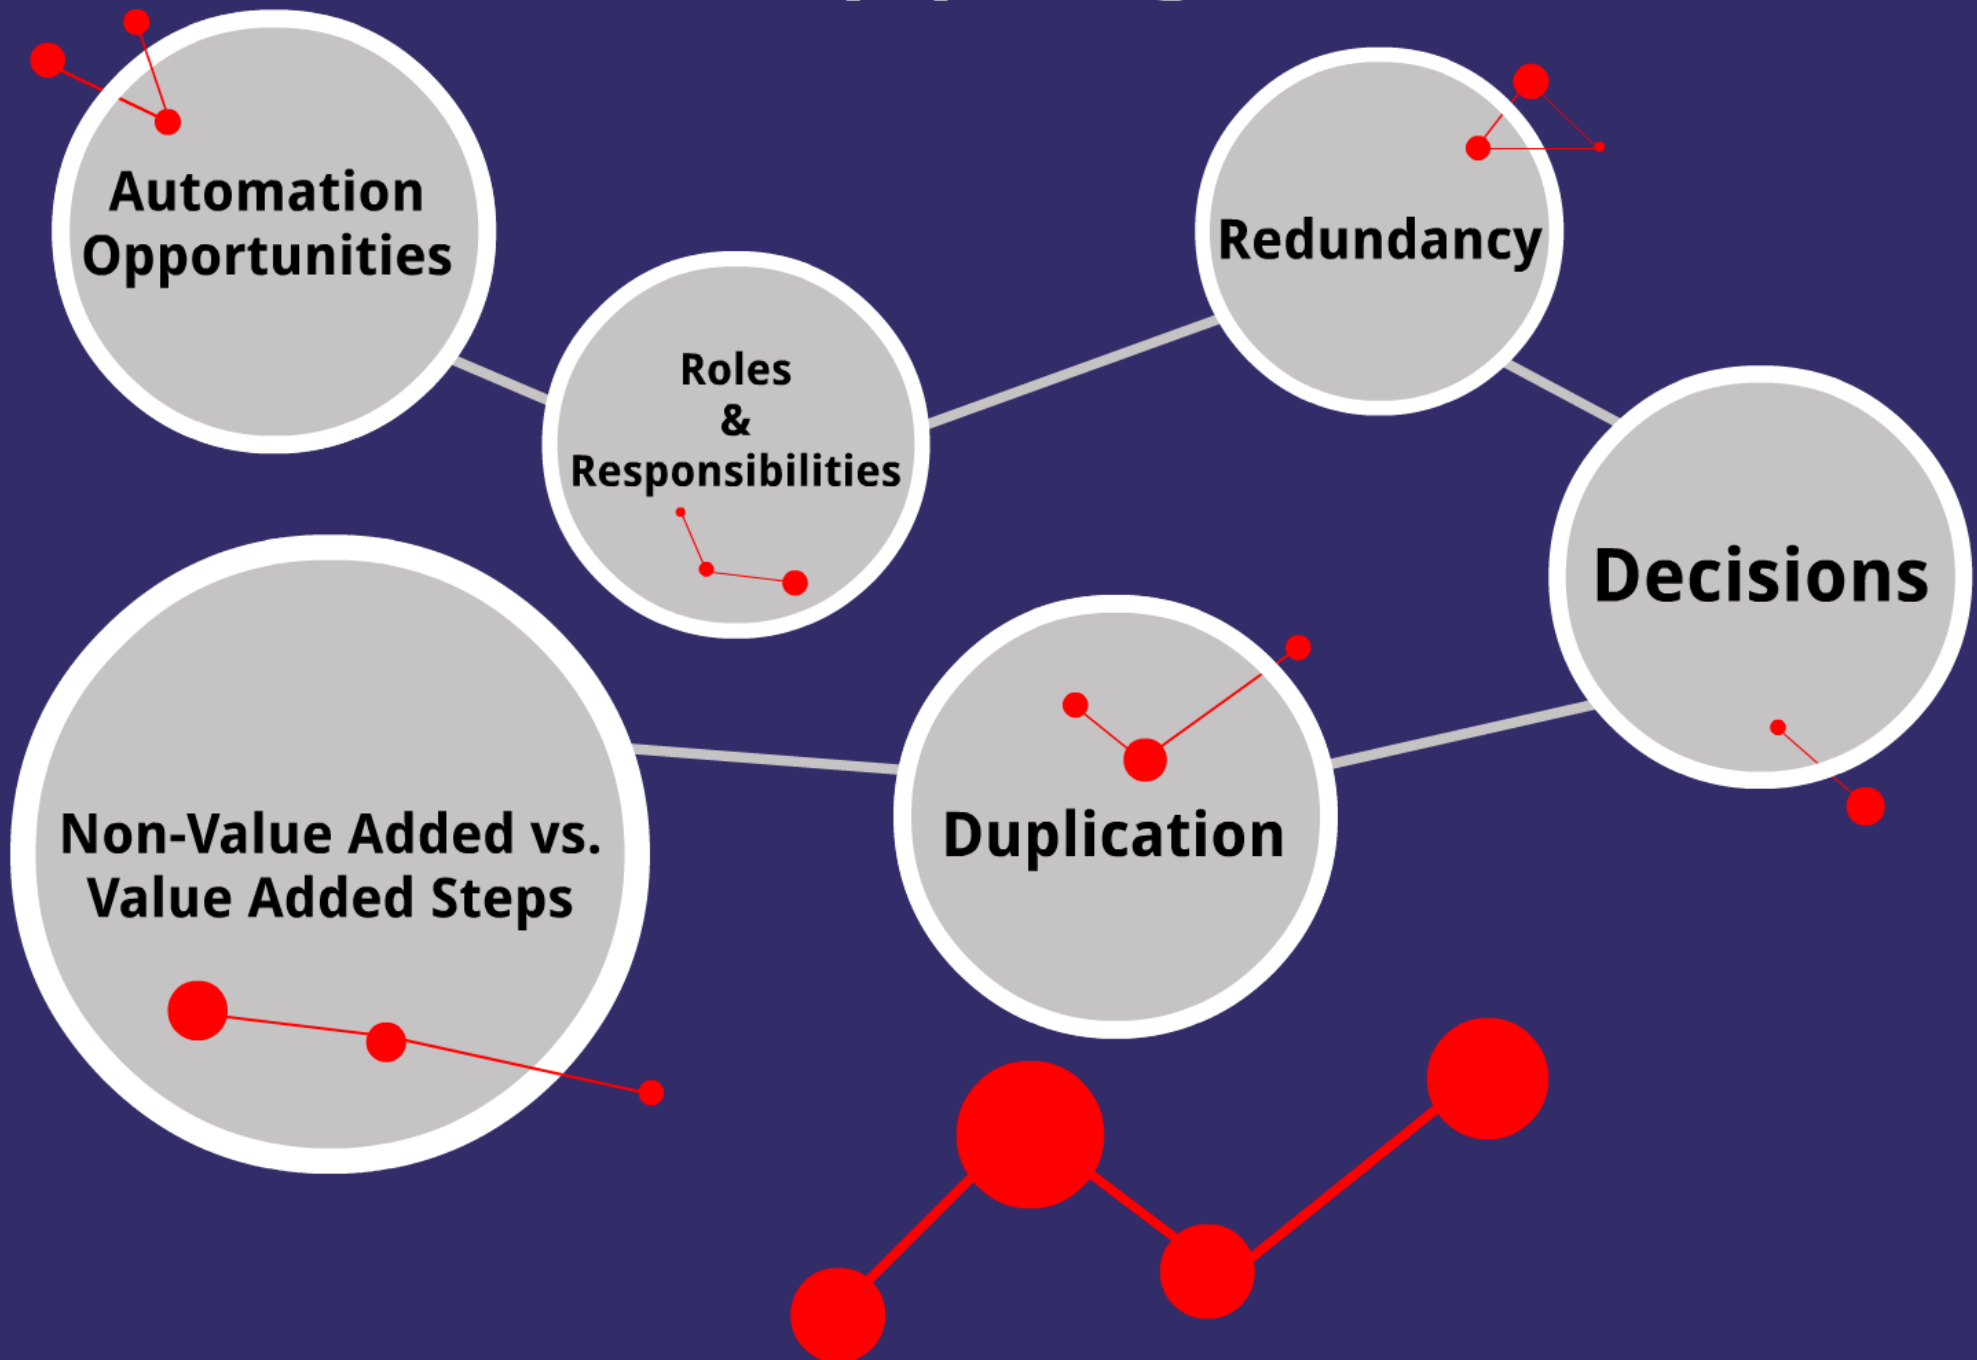 Automation
Opportunities
Roles
&
Responsibilities
Redundancy
Decisions
Duplication
Non-Value Added vs.
Value Added Steps